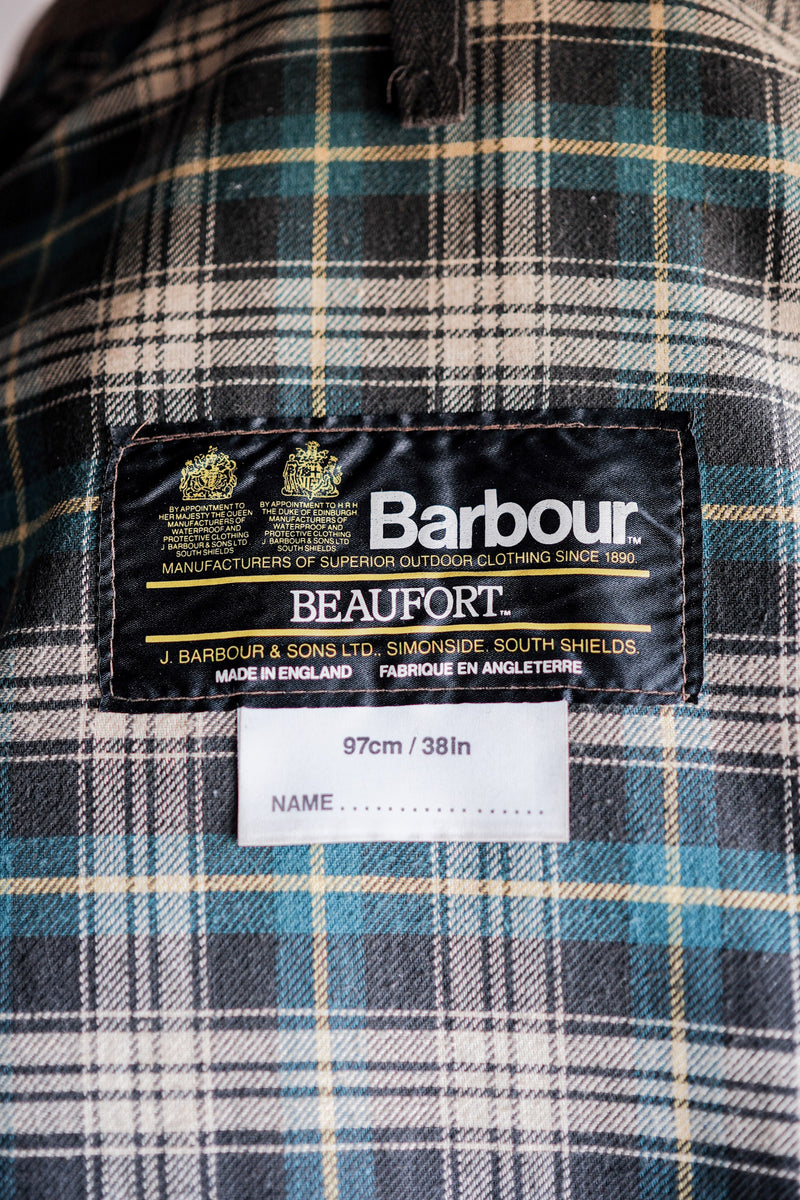 BY APPOINTMENT TO
HER MAJESTY THE QUEEN
MANUFACTURERS OF
WATERPROOF AND
PROTECTIVE CLOTHING
J. BARBOUR & SONS LTD
SOUTH SHIELDS
BY APPOINTMENT TO H R H
THE DUKE OF EDINBURGH
MANUFACTURERS OF
WATERPROOF AND
PROTECTIVE CLOTHING
J. BARBOUR & SONS LTD
SOUTH SHIELDS
Barbour™
MANUFACTURERS OF SUPERIOR OUTDOOR CLOTHING SINCE 1890.
BEAUFORT™
J. BARBOUR & SONS LTD., SIMONSIDE. SOUTH SHIELDS.
MADE IN ENGLAND FABRIQUE EN ANGLETERRE
97cm / 38in
NAME ..................